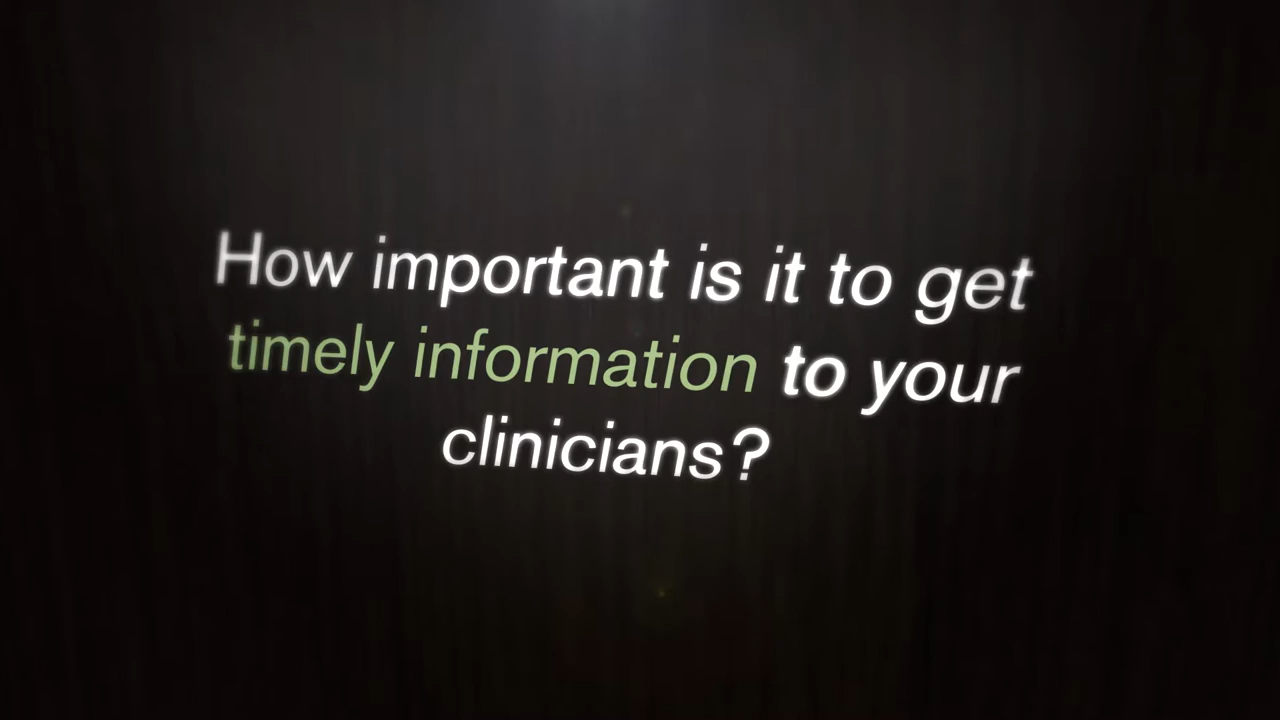 How important is it to get
timely information to your
clinicians?